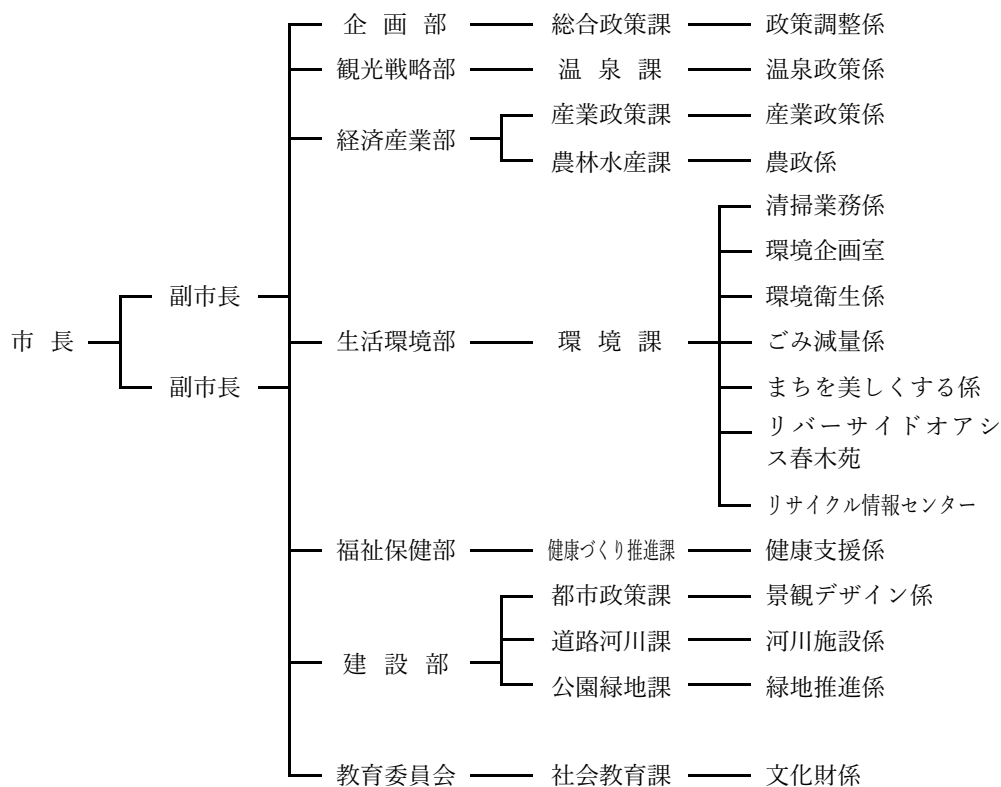 企画部 総合政策課 政策調整係
観光戦略部 温泉課 温泉政策係
産業政策課 産業政策係
経済産業部
農林水産課 農政係
清掃業務係
環境企画室
副市長 環境衛生係
市長 生活環境部 環境課 ごみ減量係
副市長 まちを美しくする係
リバーサイドオアシ
ス春木苑
リサイクル情報センター
福祉保健部 健康づくり推進課 健康支援係
都市政策課 景観デザイン係
道路河川課 河川施設係
建設部
公園緑地課 緑地推進係
教育委員会 社会教育課 文化財係